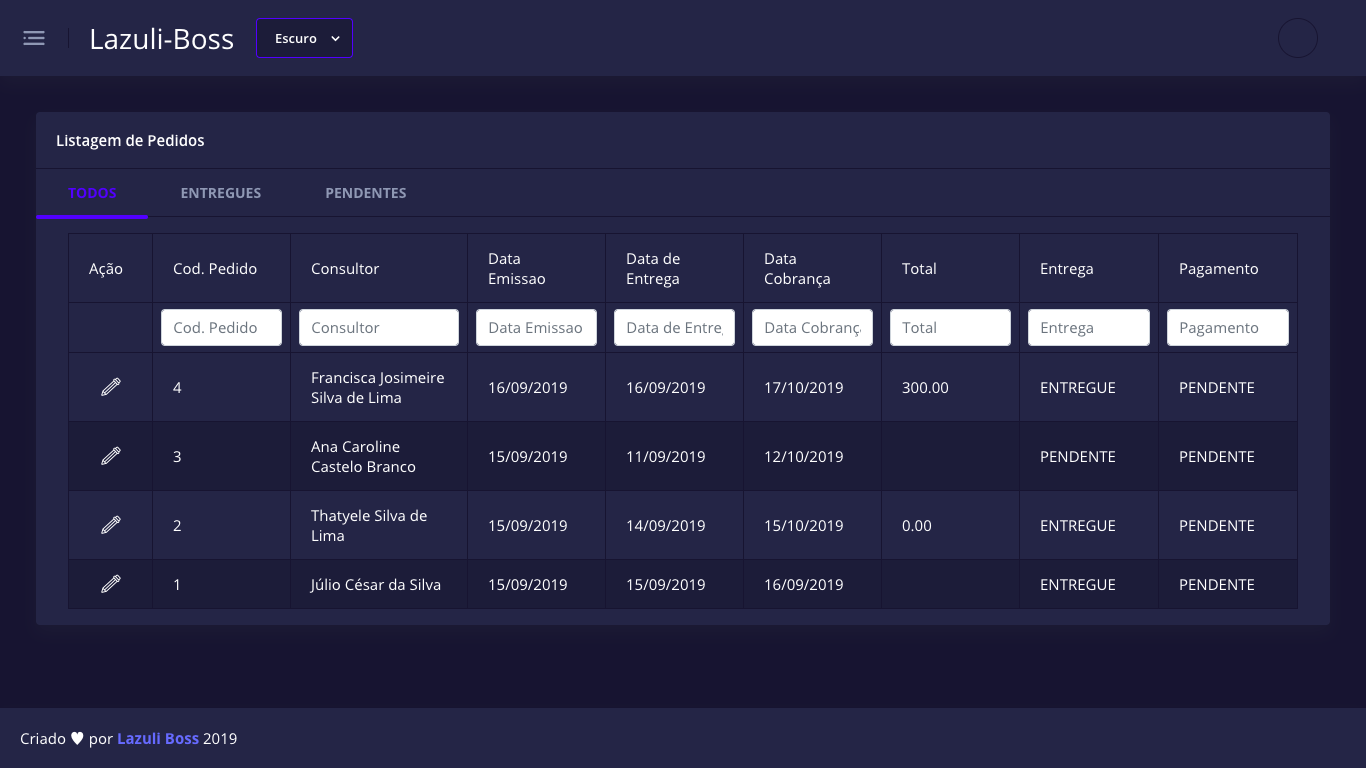 Lazuli-Boss
Escuro
Listagem de Pedidos
TODOS ENTREGUES PENDENTES
Ação Cod. Pedido Consultor Data Emissao Data de Entrega Data Cobrança Total Entrega Pagamento
Cod. Pedido Consultor Data Emissao Data de Entre Data Cobranç Total Entrega Pagamento
4 Francisca Josimeire Silva de Lima 16/09/2019 16/09/2019 17/10/2019 300.00 ENTREGUE PENDENTE
3 Ana Caroline Castelo Branco 15/09/2019 11/09/2019 12/10/2019 PENDENTE PENDENTE
2 Thatyele Silva de Lima 15/09/2019 14/09/2019 15/10/2019 0.00 ENTREGUE PENDENTE
1 Júlio César da Silva 15/09/2019 15/09/2019 16/09/2019 ENTREGUE PENDENTE
Criado ♥ por Lazuli Boss 2019